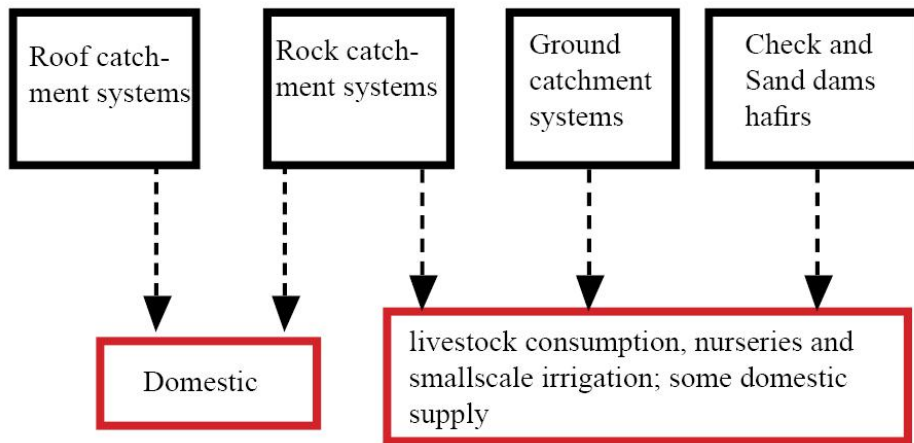 Roof catch-
ment systems
Rock catch-
ment systems
Ground
catchment
systems
Check and
Sand dams
hafirs
Domestic
livestock consumption, nurseries and
smallscale irrigation; some domestic
supply